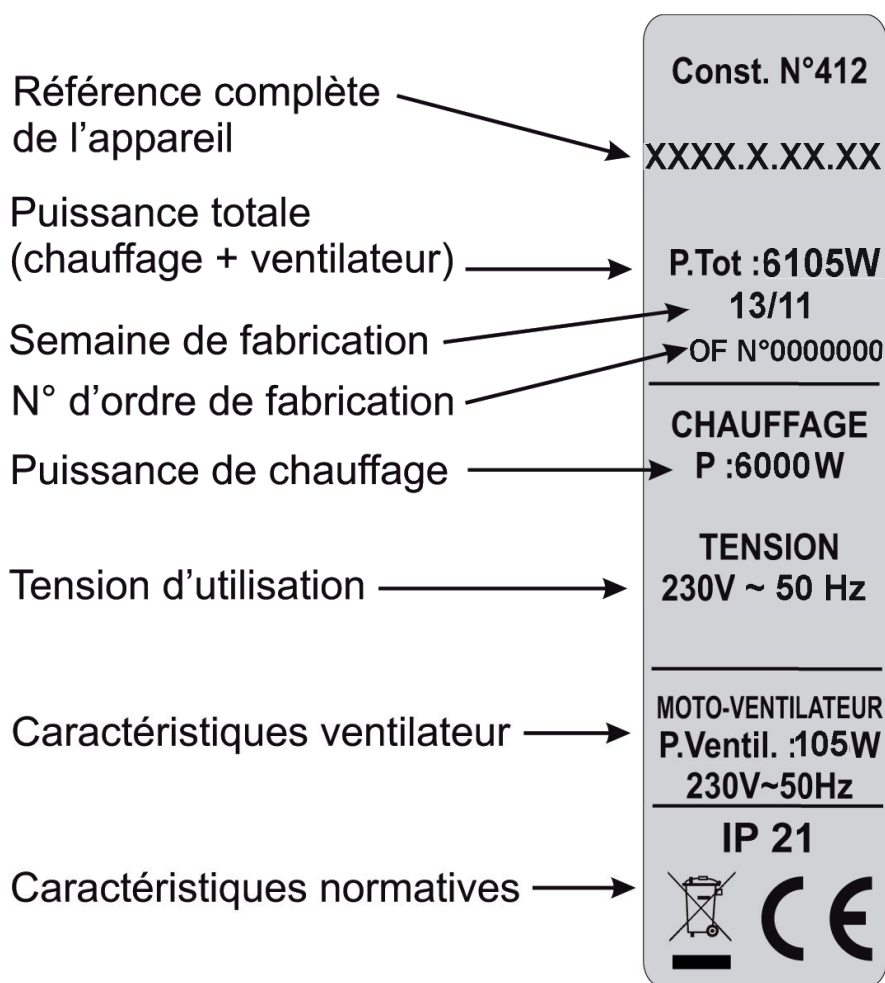 Const. N°412
Référence complète
de l'appareil
XXXX.X.XX.XX
Puissance totale
(chauffage + ventilateur)
P.Tot :6105W
Semaine de fabrication
13/11
N° d'ordre de fabrication
OF N°0000000
CHAUFFAGE
Puissance de chauffage
P :6000W
TENSION
Tension d'utilisation
230V ~ 50 Hz
MOTO-VENTILATEUR
Caractéristiques ventilateur
P.Ventil. :105W
230V~50Hz
IP 21
Caractéristiques normatives
CE